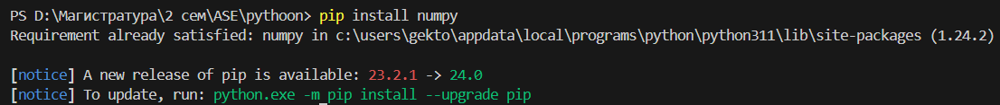 PS D:\Магистратура\2 сем\ASE\pythoon> pip install numpy
Requirement already satisfied: numpy in c:\users\gekto\appdata\local\programs\python\python311\lib\site-packages (1.24.2)
[notice] A new release of pip is available: 23.2.1 -> 24.0
[notice] To update, run: python.exe -m pip install --upgrade pip